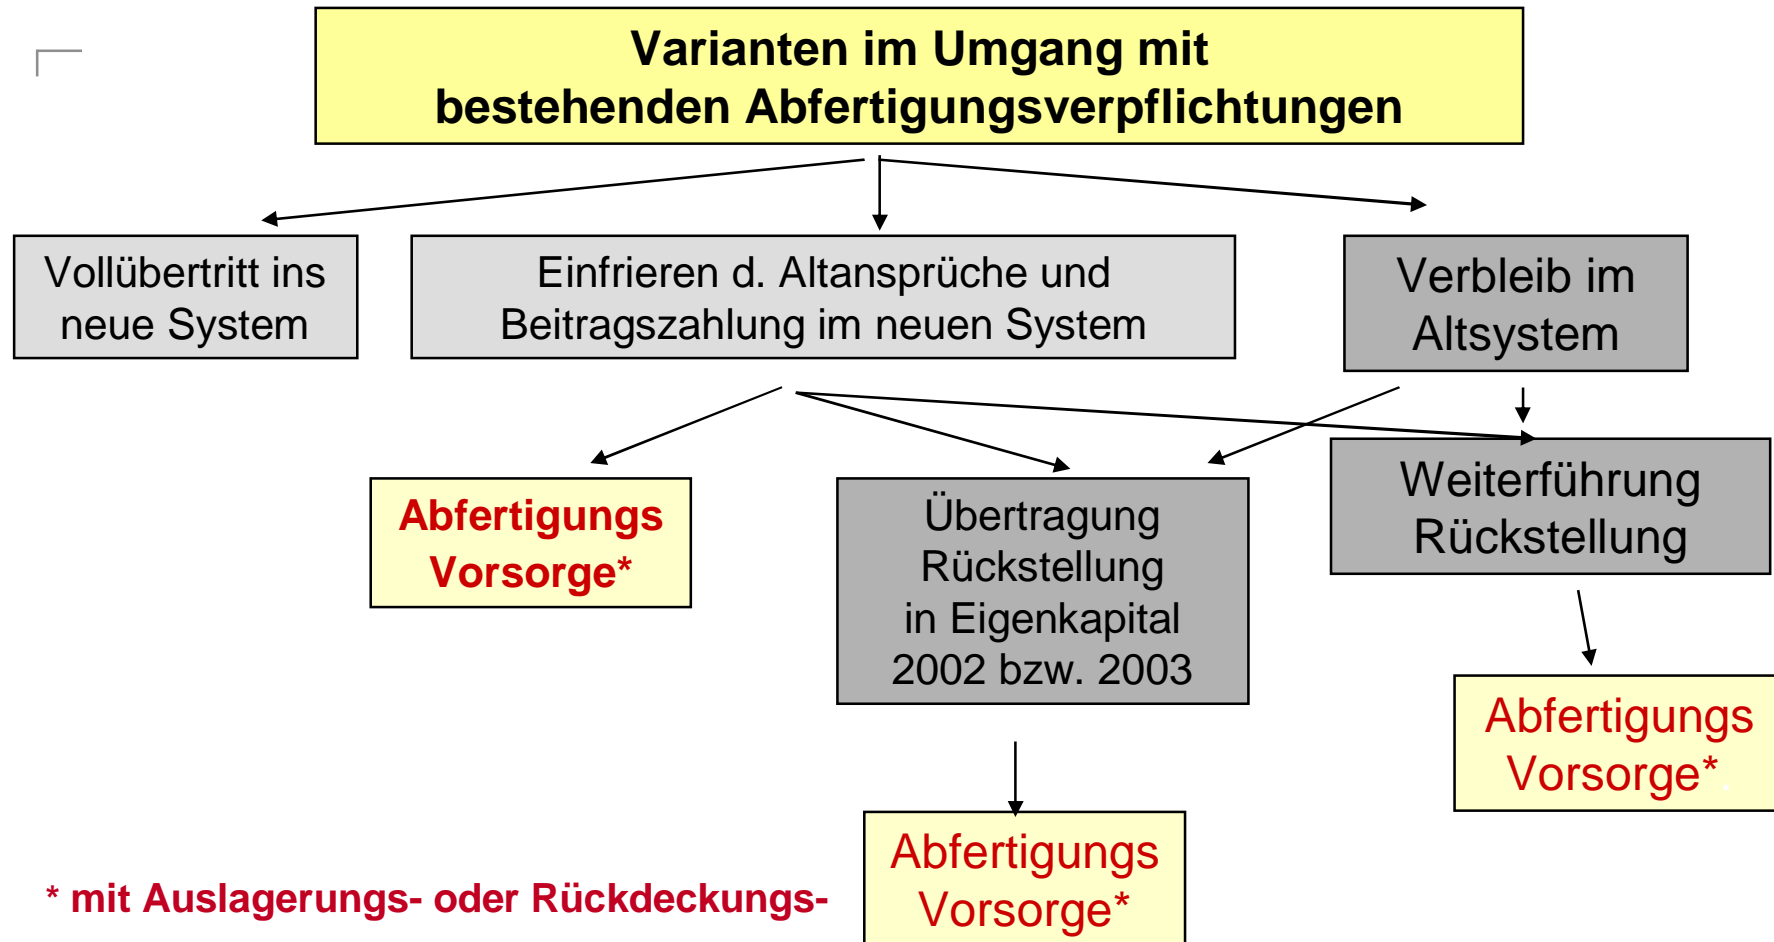 Varianten im Umgang mit
bestehenden Abfertigungsverpflichtungen
Vollübertritt ins
neue System
Einfrieren d. Altansprüche und
Beitragszahlung im neuen System
Verbleib im
Altsystem
Abfertigungs
Vorsorge*
Übertragung
Rückstellung
in Eigenkapital
2002 bzw. 2003
Weiterführung
Rückstellung
Abfertigungs
Vorsorge*
Abfertigungs
Vorsorge*
* mit Auslagerungs- oder Rückdeckungs-